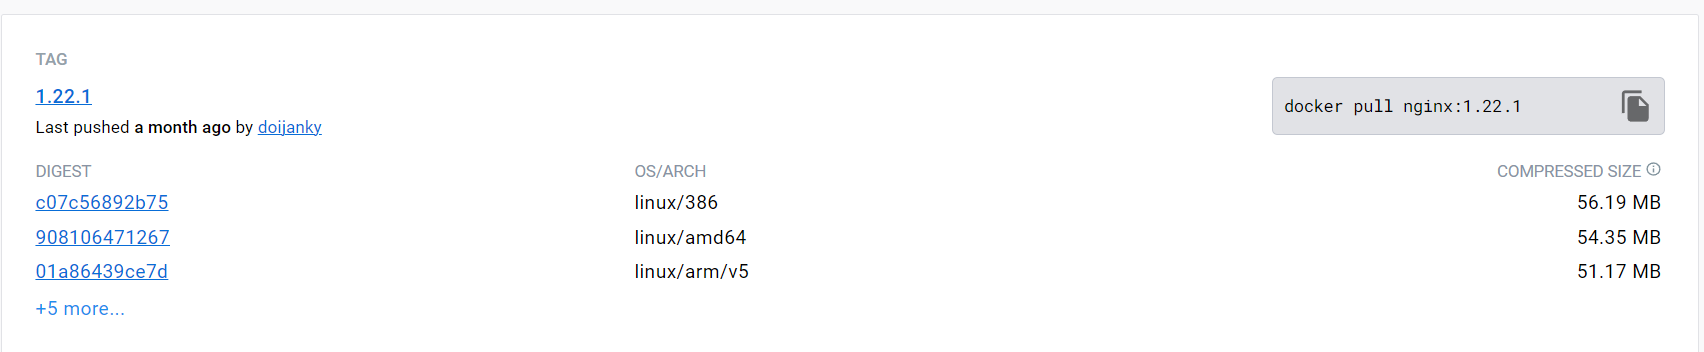 TAG
1.22.1
docker pull nginx:1.22.1
Last pushed a month ago by doijanky
DIGEST OS/ARCH COMPRESSED SIZE
c07c56892b75 linux/386 56.19 MB
908106471267 linux/amd64 54.35 MB
01a86439ce7d linux/arm/v5 51.17 MB
+5 more...